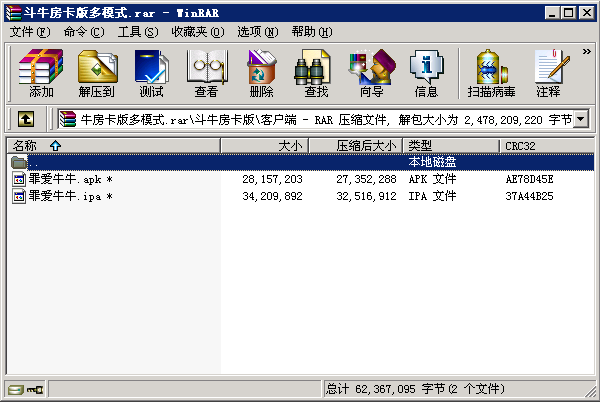 斗牛房卡版多模式.rar - WinRAR
文件(F) 命令(C) 工具(S) 收藏夹(O) 选项(N) 帮助(H)
添加 解压到 测试 查看 删除 查找 向导 信息 扫描病毒 注释
牛房卡版多模式.rar\斗牛房卡版\客户端 - RAR 压缩文件, 解包大小为 2,478,209,220 字节
名称 大小 压缩后大小 类型 CRC32
.. 本地磁盘
罪爱牛牛.apk * 28,157,203 27,352,288 APK 文件 AE78D45E
罪爱牛牛.ipa * 34,209,892 32,516,912 IPA 文件 37A44B25
总计 62,367,095 字节(2 个文件)